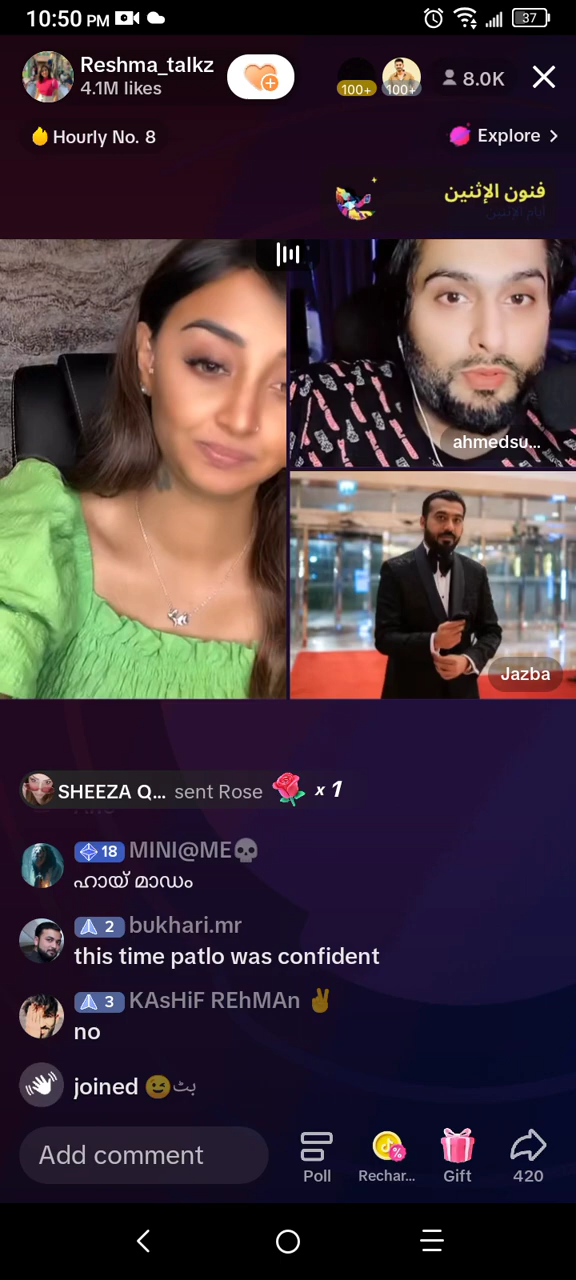 10:50 PM
37
Reshma_talkz
4.1M likes
100+
100+
8.0K
Hourly No. 8
Explore >
فنون الإثنين
أيام الإثنين
ahmedsu...
Jazba
SHEEZA Q... sent Rose x 1
18 MINI@ME💀
ഹായ് മാഡം
2 bukhari.mr
this time patlo was confident
3 KAsHiF REhMAn ✌
no
joined 😉بٹ
Add comment
Poll
Rechar...
Gift
420